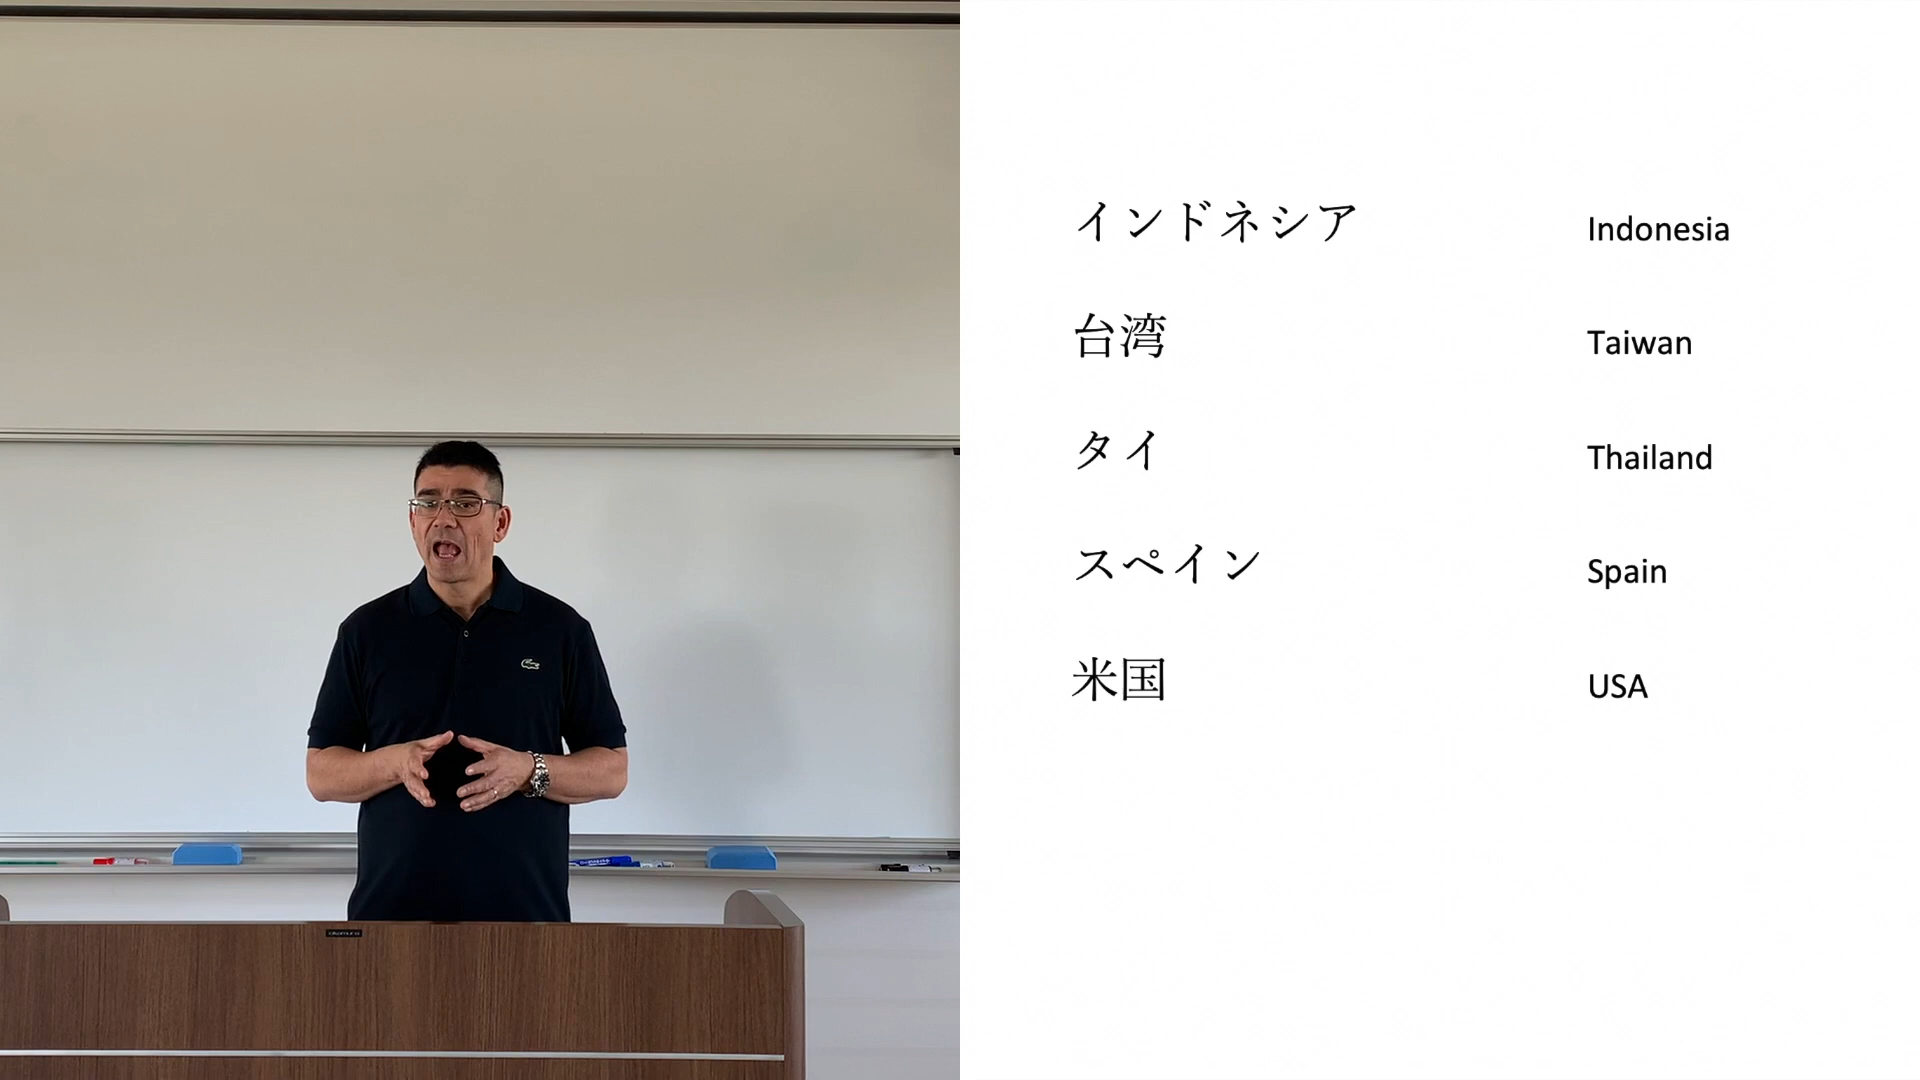 インドネシア Indonesia
台湾 Taiwan
タイ Thailand
スペイン Spain
米国 USA